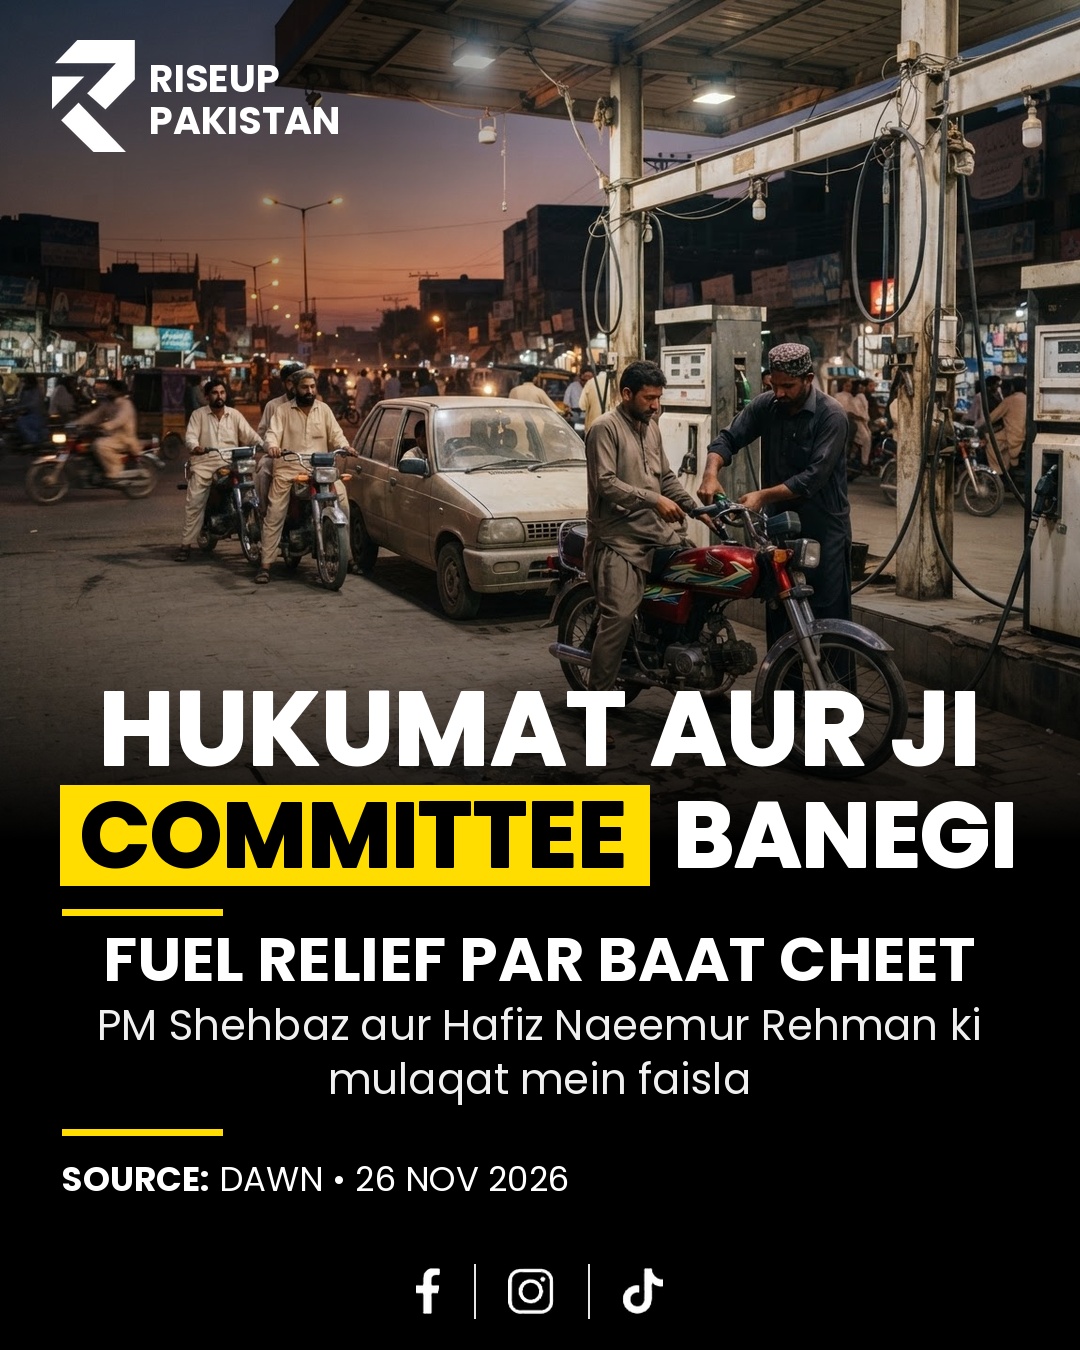 RISEUP
PAKISTAN
HUKUMAT AUR JI
COMMITTEE BANEGI
FUEL RELIEF PAR BAAT CHEET
PM Shehbaz aur Hafiz Naeemur Rehman ki
mulaqat mein faisla
SOURCE: DAWN • 26 NOV 2026